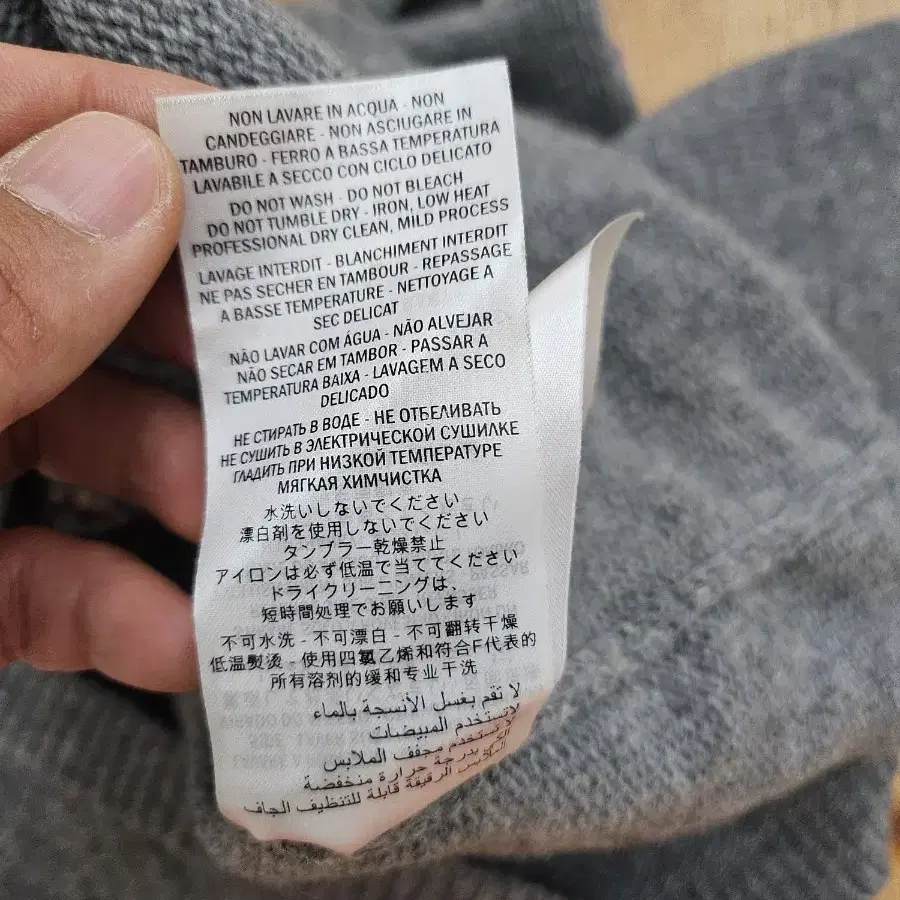 NON LAVARE IN ACQUA - NON
CANDEGGIARE - NON ASCIUGARE IN
TAMBURO - FERRO A BASSA TEMPERATURA
LAVABILE A SECCO CON CICLO DELICATO
DO NOT WASH - DO NOT BLEACH
DO NOT TUMBLE DRY - IRON, LOW HEAT
PROFESSIONAL DRY CLEAN, MILD PROCESS
LAVAGE INTERDIT - BLANCHIMENT INTERDIT
NE PAS SECHER EN TAMBOUR - REPASSAGE
A BASSE TEMPERATURE - NETTOYAGE A
SEC DELICAT
NÃO LAVAR COM ÁGUA - NÃO ALVEJAR
NÃO SECAR EM TAMBOR - PASSAR A
TEMPERATURA BAIXA - LAVAGEM A SECO
DELICADO
НЕ СТИРАТЬ В ВОДЕ - НЕ ОТБЕЛИВАТЬ
НЕ СУШИТЬ В ЭЛЕКТРИЧЕСКОЙ СУШИЛКЕ
ГЛАДИТЬ ПРИ НИЗКОЙ ТЕМПЕРАТУРЕ
МЯГКАЯ ХИМЧИСТКА
水洗いしないでください
漂白剤を使用しないでください
タンブラー乾燥禁止
アイロンは必ず低温で当ててください
ドライクリーニングは、
短時間処理でお願いします
不可水洗 - 不可漂白 - 不可翻转干燥
低温熨烫 - 使用四氯乙烯和符合F代表的
所有溶剂的缓和专业干洗
لا تقم بغسل الأنسجة بالماء
لاتستخدم المبيضات
لا تستخدم مجفف الملابس
بدرجة حرارة منخفضة
الملابس الرقيقة قابلة للتنظيف الجاف